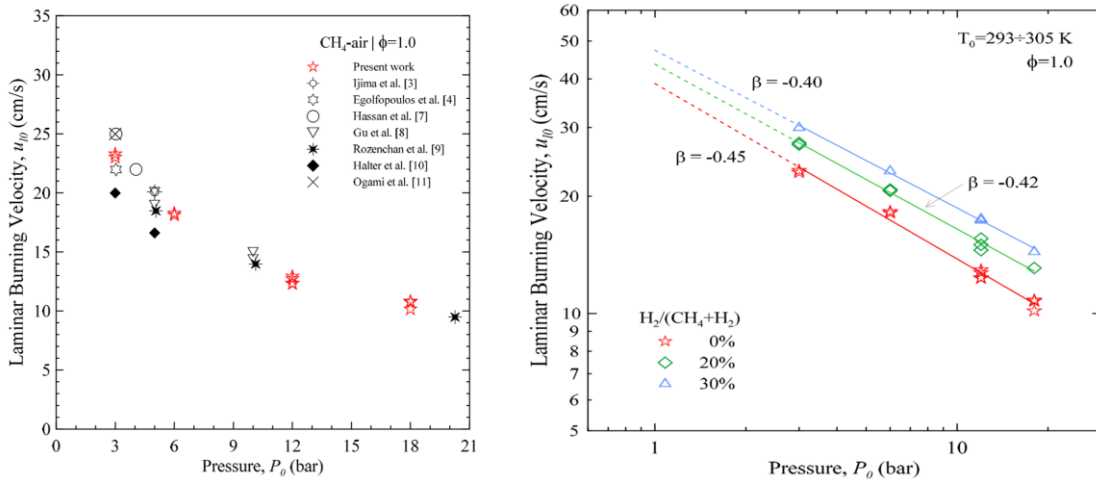 35
30
25
20
15
10
5
0
Laminar Burning Velocity, u_l0 (cm/s)
CH4-air | ϕ=1.0
Present work
Ijima et al. [3]
Egolfopoulos et al. [4]
Hassan et al. [7]
Gu et al. [8]
Rozenchan et al. [9]
Halter et al. [10]
Ogami et al. [11]
0 3 6 9 12 15 18 21
Pressure, P0 (bar)
60
50
40
30
20
10
9
8
7
6
5
Laminar Burning Velocity, u_l0 (cm/s)
T0=293÷305 K
ϕ=1.0
β = -0.40
β = -0.45
β = -0.42
H2/(CH4+H2)
0%
20%
30%
1 10
Pressure, P0 (bar)